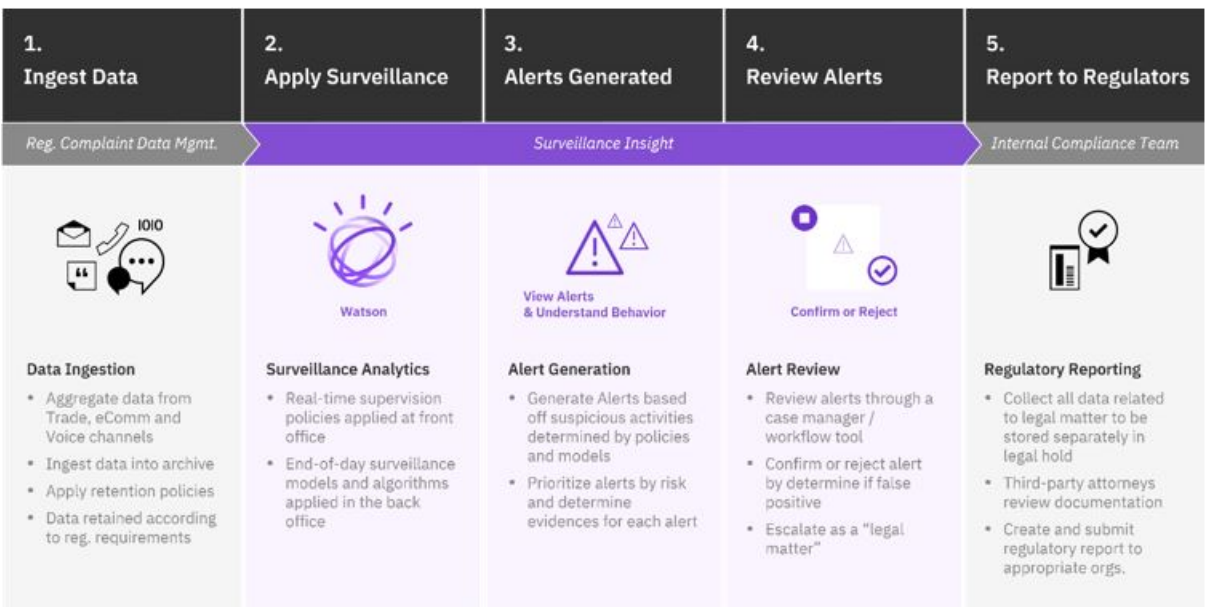 1.
Ingest Data
2.
Apply Surveillance
3.
Alerts Generated
4.
Review Alerts
5.
Report to Regulators
Reg. Complaint Data Mgmt.
Surveillance Insight
Internal Compliance Team
IOIO
Watson
View Alerts
& Understand Behavior
Confirm or Reject
Data Ingestion
• Aggregate data from
Trade, eComm and
Voice channels
• Ingest data into archive
• Apply retention policies
• Data retained according
to reg. requirements
Surveillance Analytics
• Real-time supervision
policies applied at front
office
• End-of-day surveillance
models and algorithms
applied in the back
office
Alert Generation
• Generate Alerts based
off suspicious activities
determined by policies
and models
• Prioritize alerts by risk
and determine
evidences for each alert
Alert Review
• Review alerts through a
case manager /
workflow tool
• Confirm or reject alert
by determine if false
positive
• Escalate as a “legal
matter”
Regulatory Reporting
• Collect all data related
to legal matter to be
stored separately in
legal hold
• Third-party attorneys
review documentation
• Create and submit
regulatory report to
appropriate orgs.